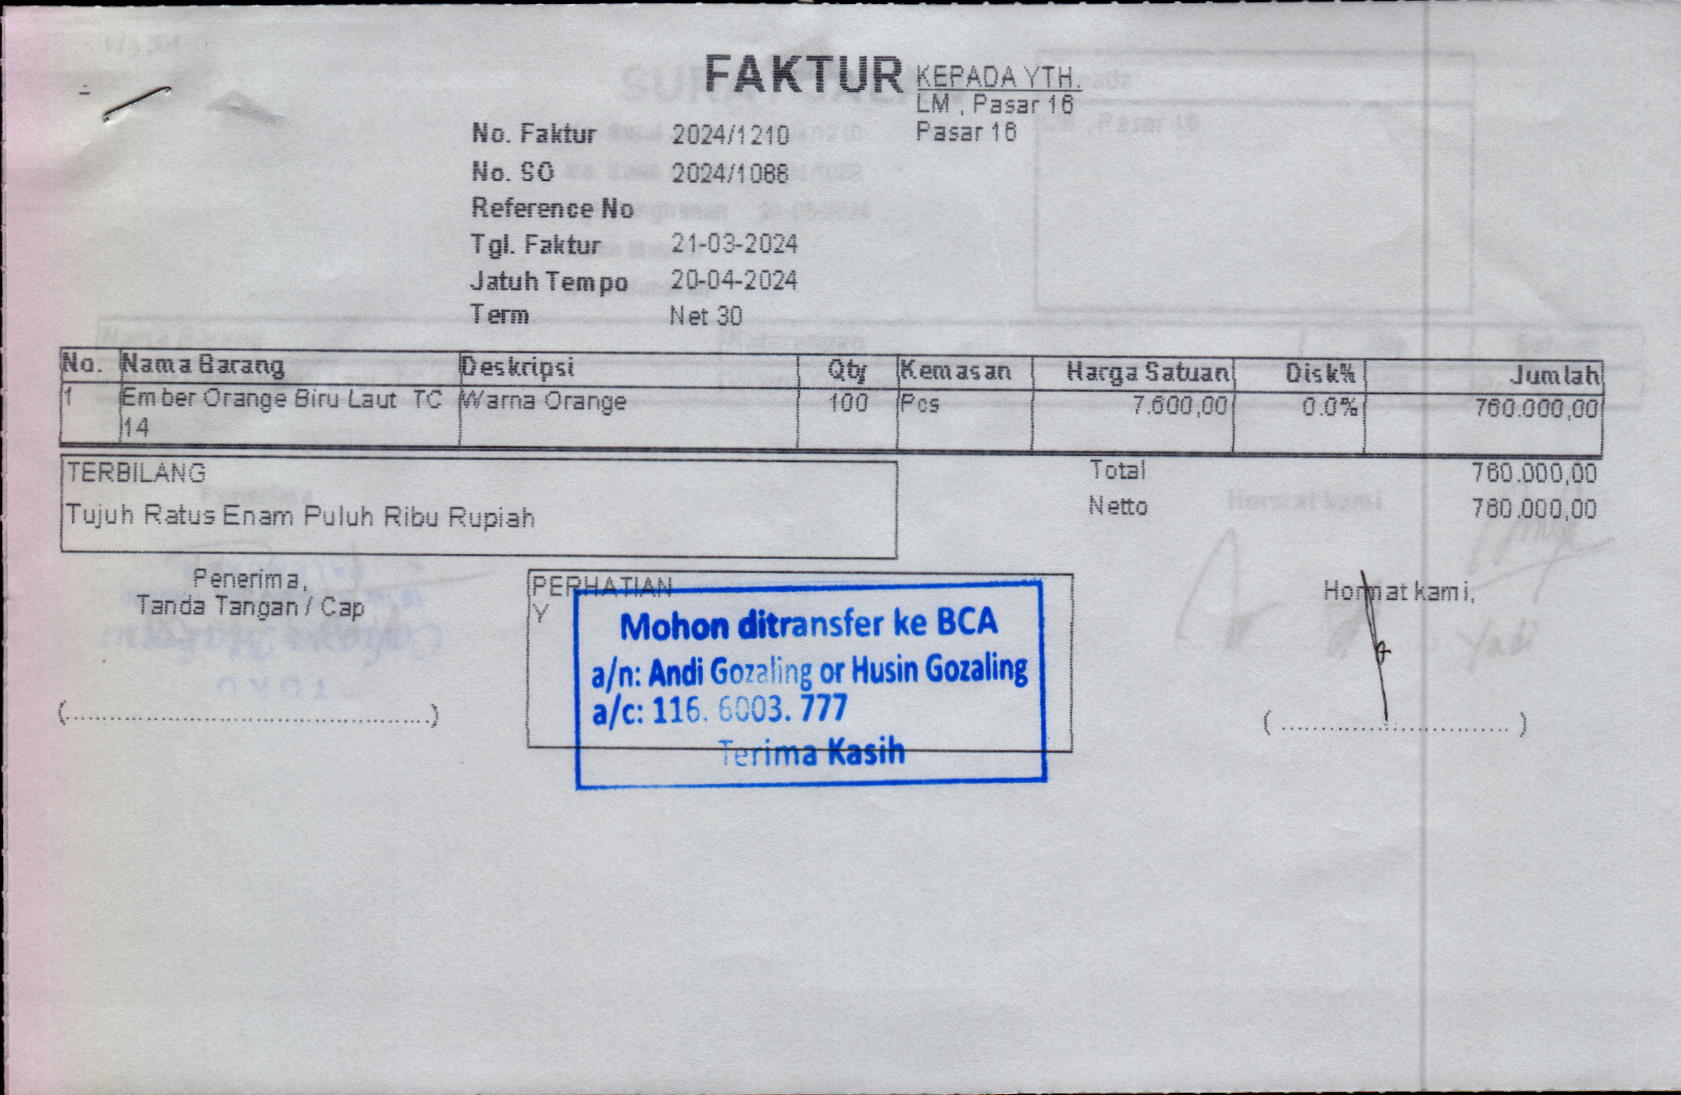 FAKTUR
KEPADA YTH.
LM , Pasar 16
Pasar 16
No. Faktur 2024/1210
No. SO 2024/1088
Reference No
Tgl. Faktur 21-03-2024
Jatuh Tempo 20-04-2024
Term Net 30
No. Nama Barang Deskripsi Qty Kemasan Harga Satuan Disk% Jumlah
1 Ember Orange Biru Laut TC Warna Orange 100 Pcs 7.600,00 0.0% 760.000,00
14
TERBILANG
Tujuh Ratus Enam Puluh Ribu Rupiah
Total 760.000,00
Netto 760.000,00
Penerima,
Tanda Tangan / Cap
(............................................)
PERHATIAN
Y
Mohon ditransfer ke BCA
a/n: Andi Gozaling or Husin Gozaling
a/c: 116. 6003. 777
Terima Kasih
Hormat kami,
(............................)